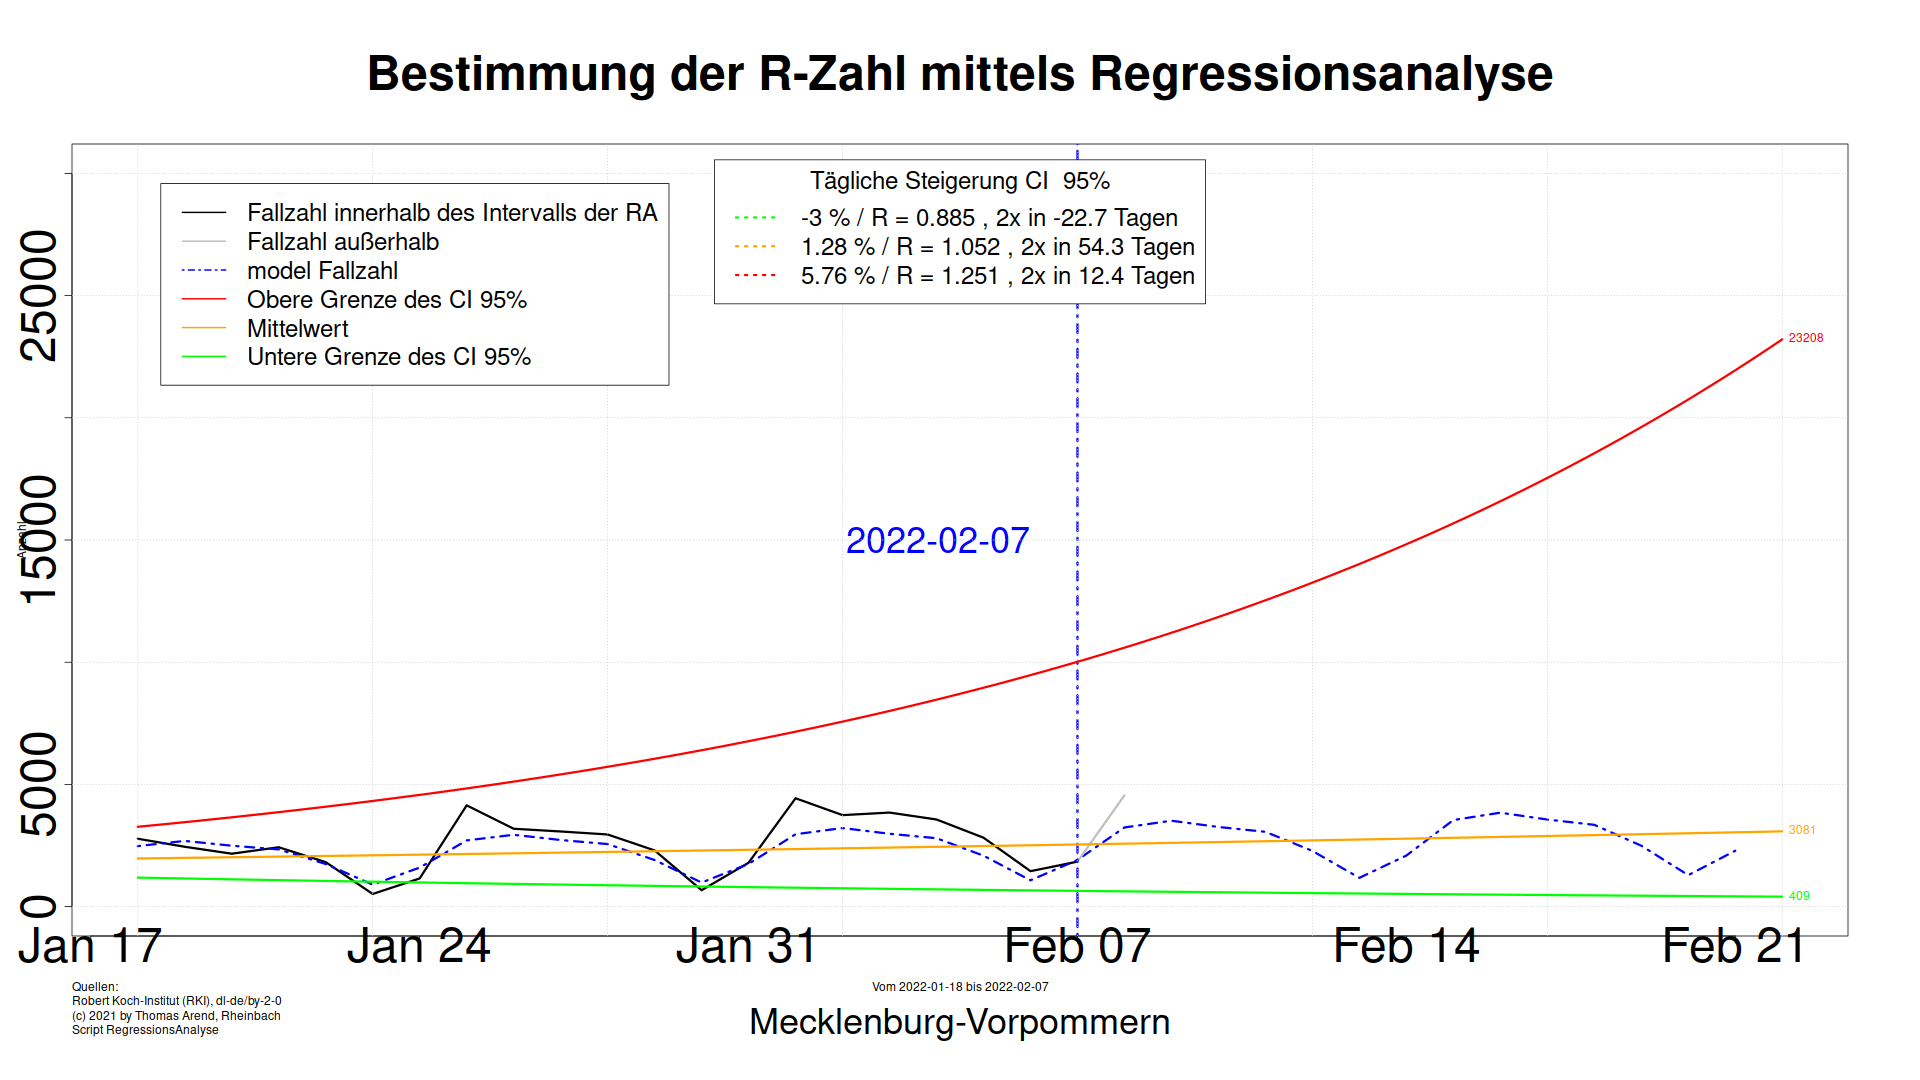 Bestimmung der R-Zahl mittels Regressionsanalyse
Tägliche Steigerung CI  95%
-3 % / R = 0.885 , 2x in -22.7 Tagen
1.28 % / R = 1.052 , 2x in 54.3 Tagen
5.76 % / R = 1.251 , 2x in 12.4 Tagen
Fallzahl innerhalb des Intervalls der RA
Fallzahl außerhalb
model Fallzahl
Obere Grenze des CI 95%
Mittelwert
Untere Grenze des CI 95%
25000
15000
5000
0
Anzahl
23208
2022-02-07
3081
409
Jan 17
Jan 24
Jan 31
Feb 07
Feb 14
Feb 21
Quellen:
Robert Koch-Institut (RKI), dl-de/by-2-0
(c) 2021 by Thomas Arend, Rheinbach
Script RegressionsAnalyse
Vom 2022-01-18 bis 2022-02-07
Mecklenburg-Vorpommern